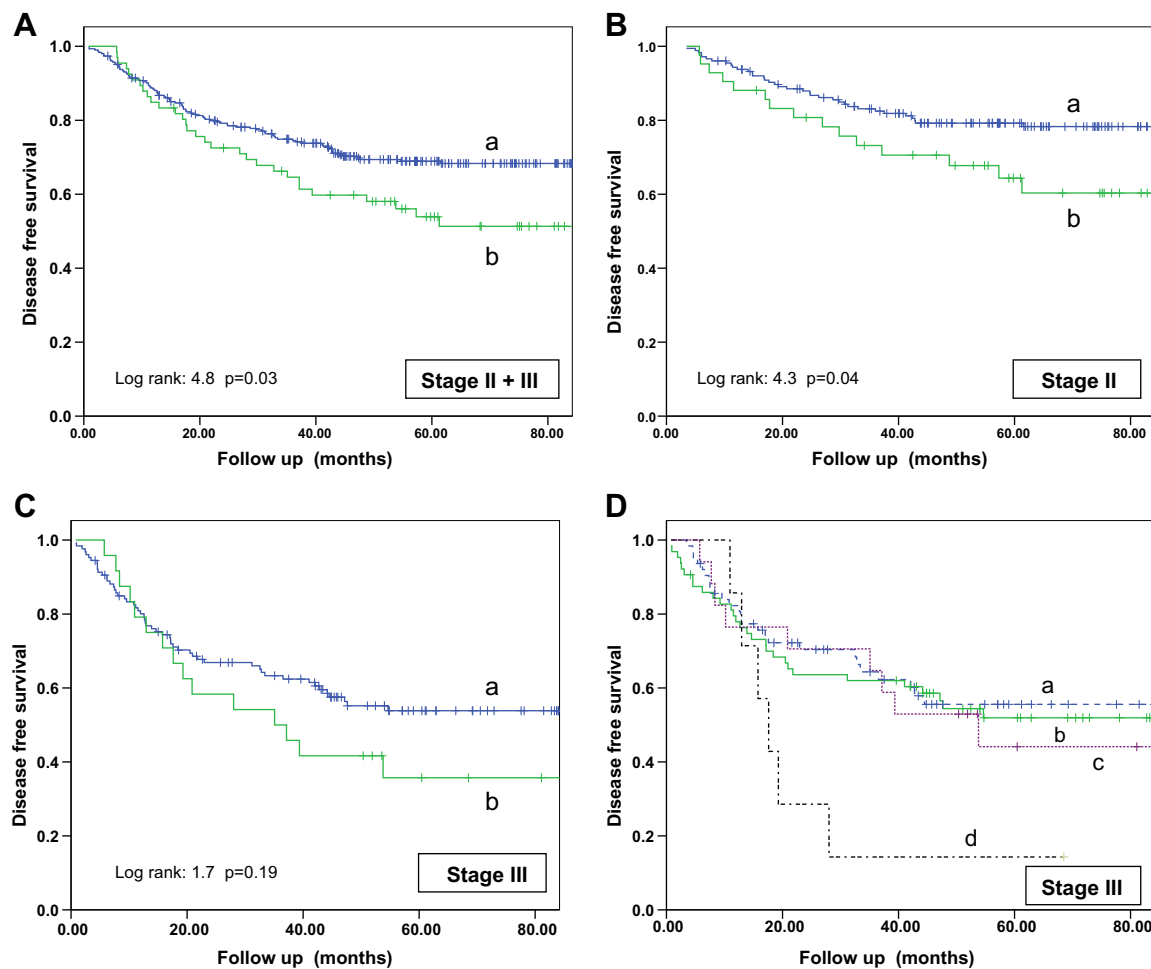 A
Disease free survival
1.0
0.8
0.6
0.4
0.2
0.0
a
b
Log rank: 4.8 p=0.03
Stage II + III
0.00 20.00 40.00 60.00 80.00
Follow up (months)
B
Disease free survival
1.0
0.8
0.6
0.4
0.2
0.0
a
b
Log rank: 4.3 p=0.04
Stage II
0.00 20.00 40.00 60.00 80.00
Follow up (months)
C
Disease free survival
1.0
0.8
0.6
0.4
0.2
0.0
a
b
Log rank: 1.7 p=0.19
Stage III
0.00 20.00 40.00 60.00 80.00
Follow up (months)
D
Disease free survival
1.0
0.8
0.6
0.4
0.2
0.0
a
b
c
d
Stage III
0.00 20.00 40.00 60.00 80.00
Follow up (months)